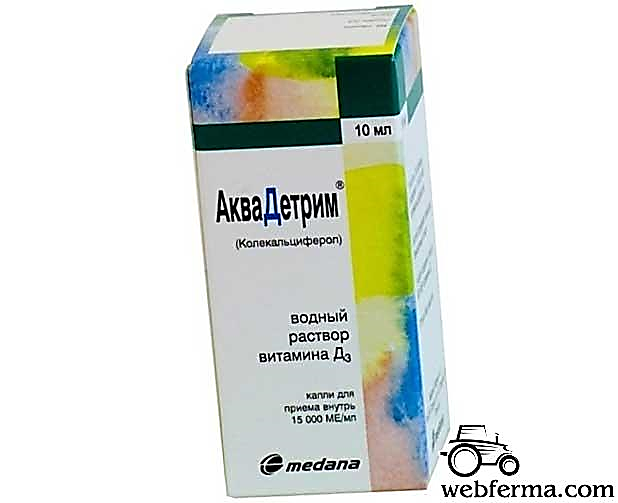 10 мл
АкваДетрим®
(Колекальциферол)
водный
раствор
витамина Д3
капли для
приема внутрь
15 000 МЕ/мл
medana
webferma.com